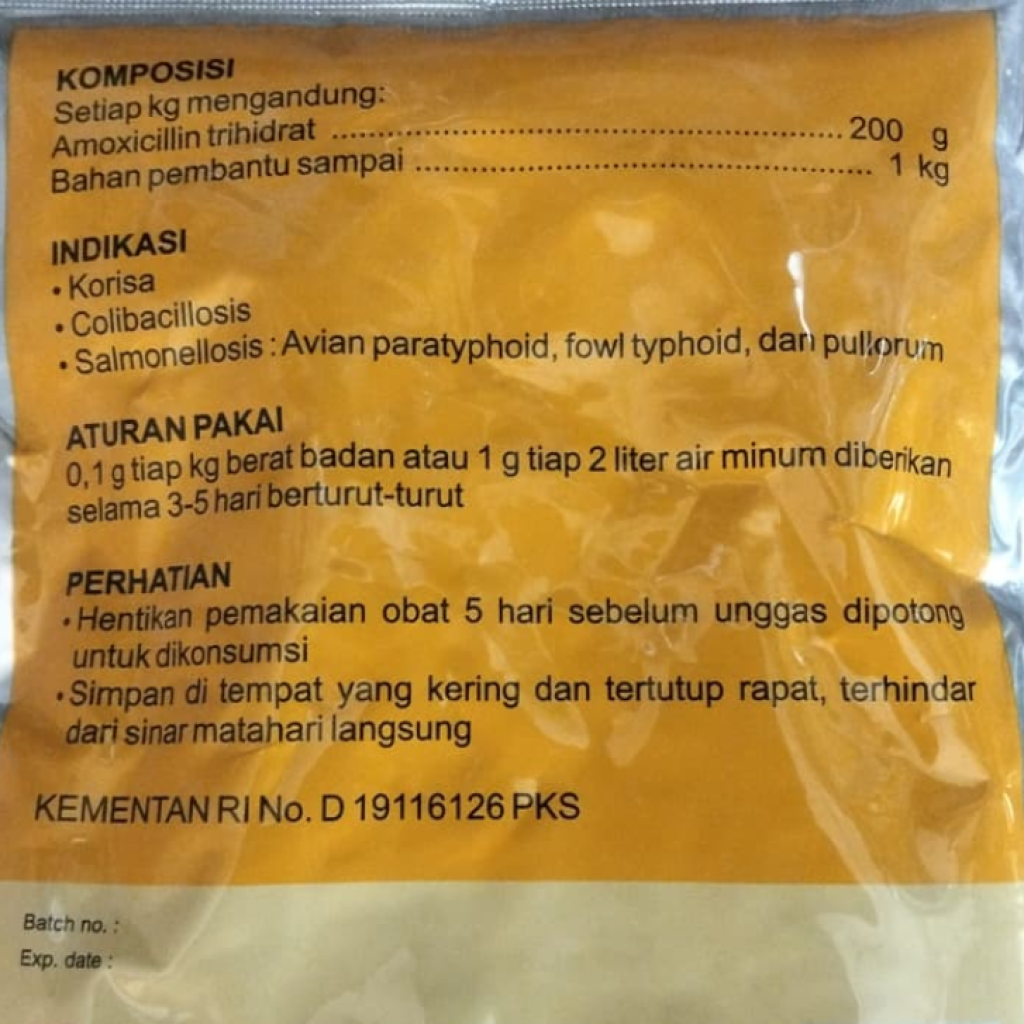 KOMPOSISI
Setiap kg mengandung:
Amoxicillin trihidrat ........................................................ 200 g
Bahan pembantu sampai .................................................. 1 kg
INDIKASI
• Korisa
• Colibacillosis
• Salmonellosis : Avian paratyphoid, fowl typhoid, dan pullorum
ATURAN PAKAI
0,1 g tiap kg berat badan atau 1 g tiap 2 liter air minum diberikan
selama 3-5 hari berturut-turut
PERHATIAN
• Hentikan pemakaian obat 5 hari sebelum unggas dipotong
untuk dikonsumsi
• Simpan di tempat yang kering dan tertutup rapat, terhindar
dari sinar matahari langsung
KEMENTAN RI No. D 19116126 PKS
Batch no. :
Exp. date :